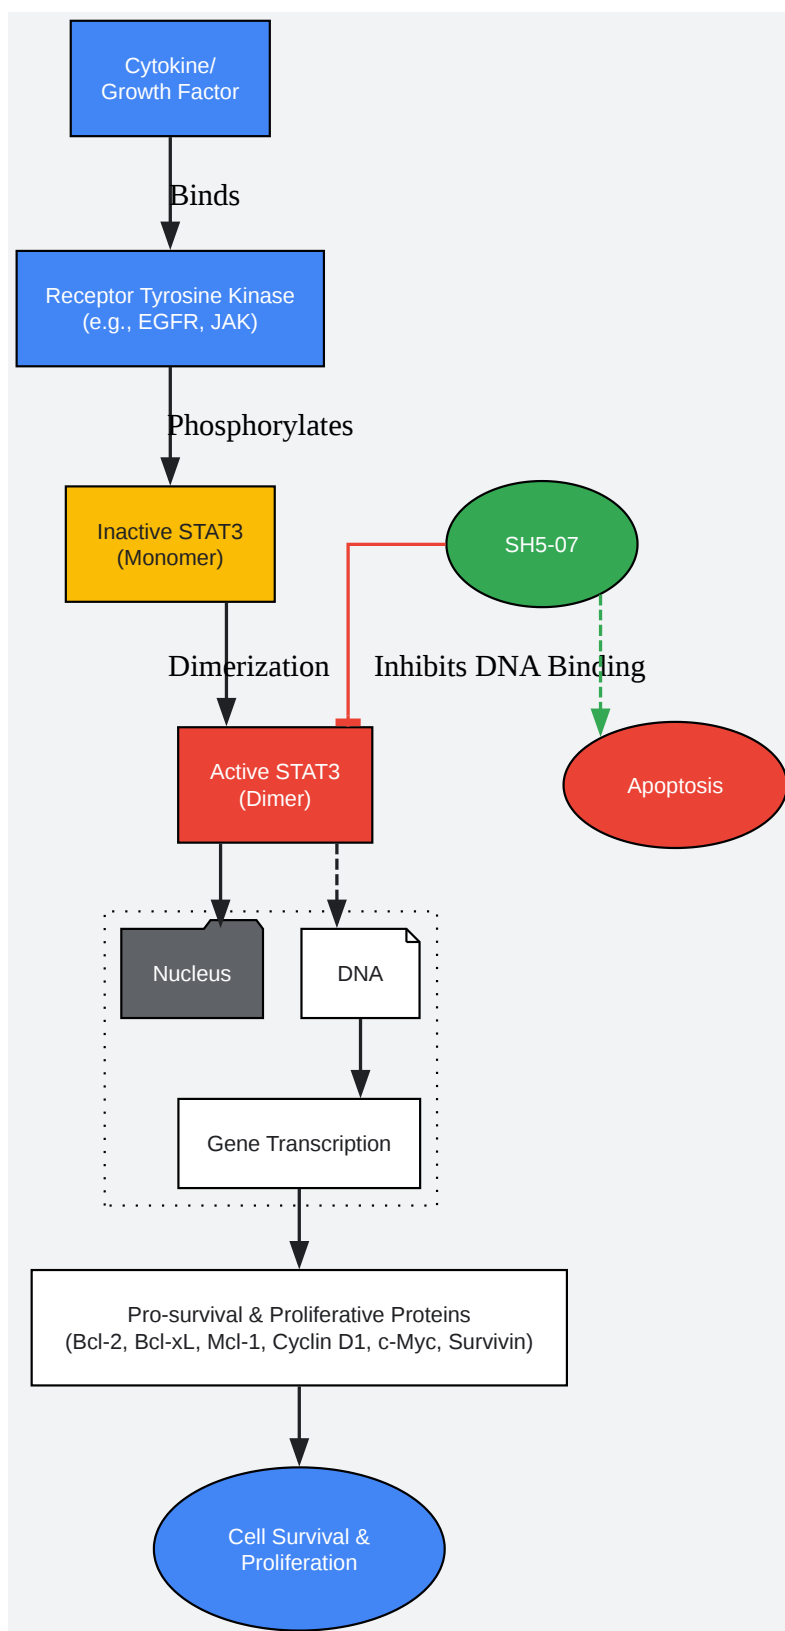 Cytokine/
Growth Factor
Binds
Receptor Tyrosine Kinase
(e.g., EGFR, JAK)
Phosphorylates
Inactive STAT3
(Monomer)
SH5-07
Dimerization
Inhibits DNA Binding
Active STAT3
(Dimer)
Apoptosis
Nucleus
DNA
Gene Transcription
Pro-survival & Proliferative Proteins
(Bcl-2, Bcl-xL, Mcl-1, Cyclin D1, c-Myc, Survivin)
Cell Survival &
Proliferation